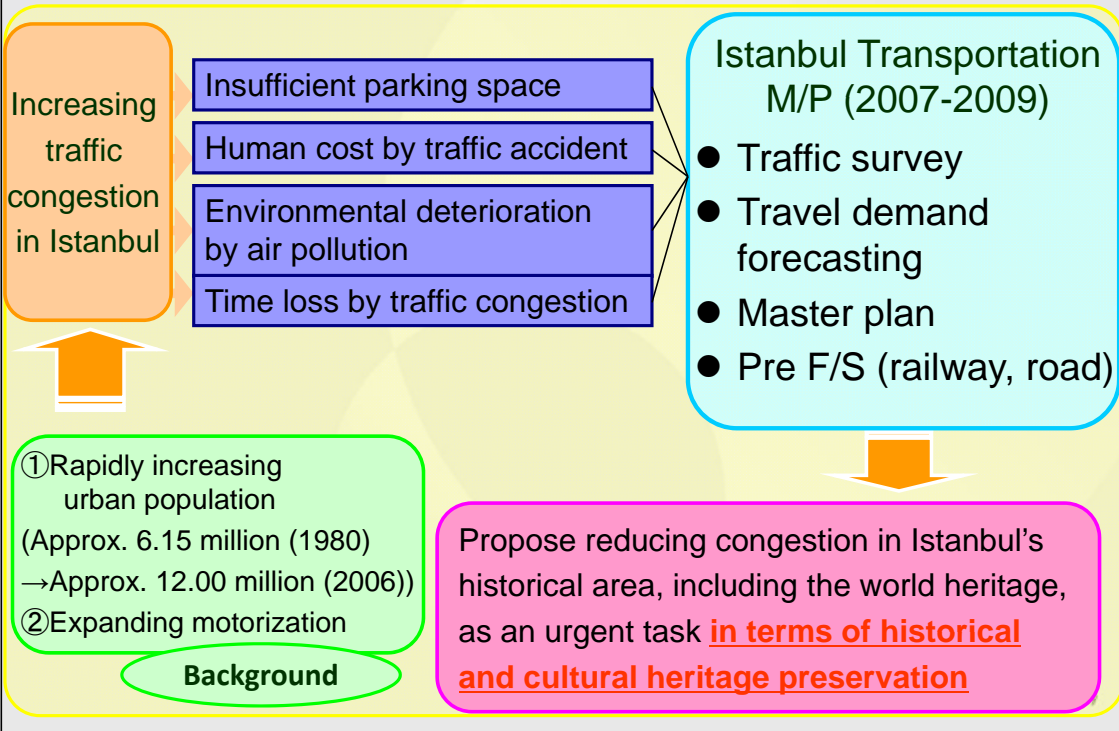 Increasing
traffic
congestion
in Istanbul
Insufficient parking space
Human cost by traffic accident
Environmental deterioration
by air pollution
Time loss by traffic congestion
Istanbul Transportation
M/P (2007-2009)
● Traffic survey
● Travel demand
forecasting
● Master plan
● Pre F/S (railway, road)
①Rapidly increasing
urban population
(Approx. 6.15 million (1980)
→Approx. 12.00 million (2006))
②Expanding motorization
Background
Propose reducing congestion in Istanbul’s
historical area, including the world heritage,
as an urgent task in terms of historical
and cultural heritage preservation